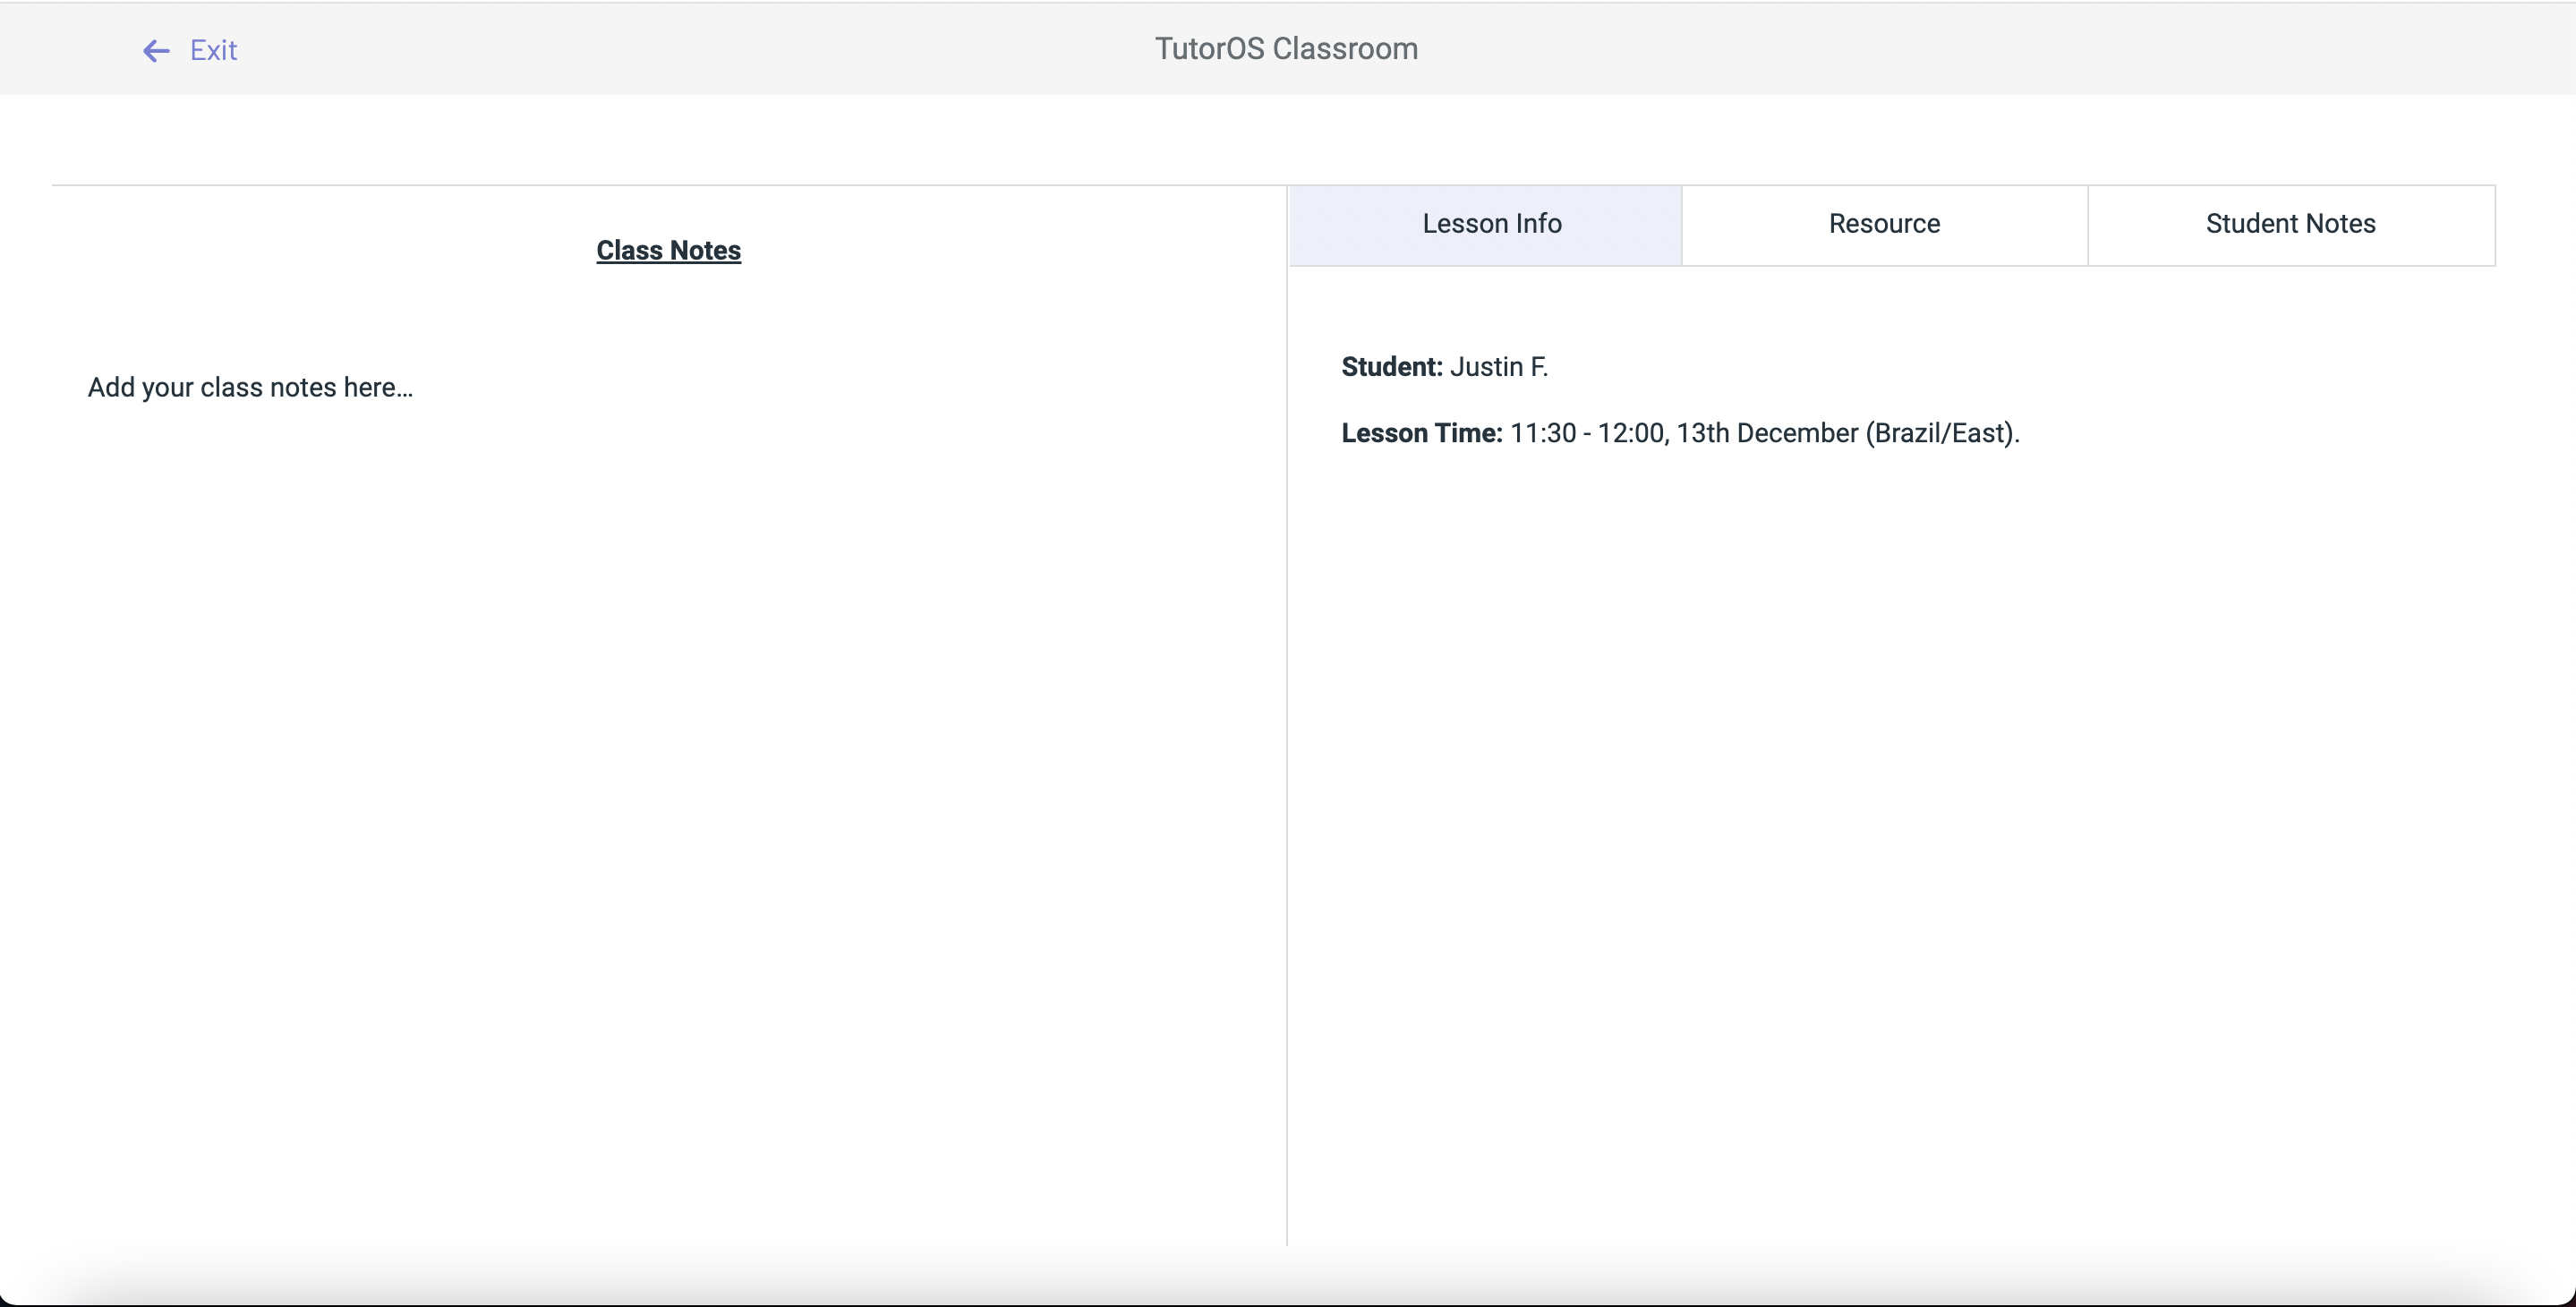 Exit
TutorOS Classroom
Class Notes
Add your class notes here...
Lesson Info
Resource
Student Notes
Student: Justin F.
Lesson Time: 11:30 - 12:00, 13th December (Brazil/East).